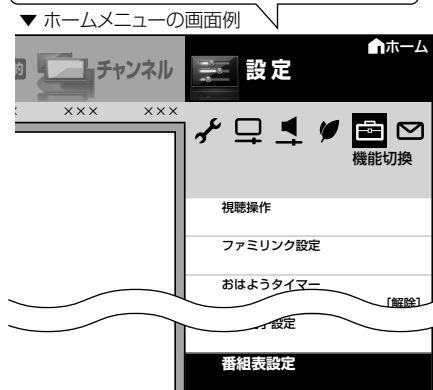 ▼ ホームメニューの画面例
ホーム
チャンネル
設定
××× ×××
機能切換
視聴操作
ファミリンク設定
おはようタイマー
[解除]
設定
番組表設定